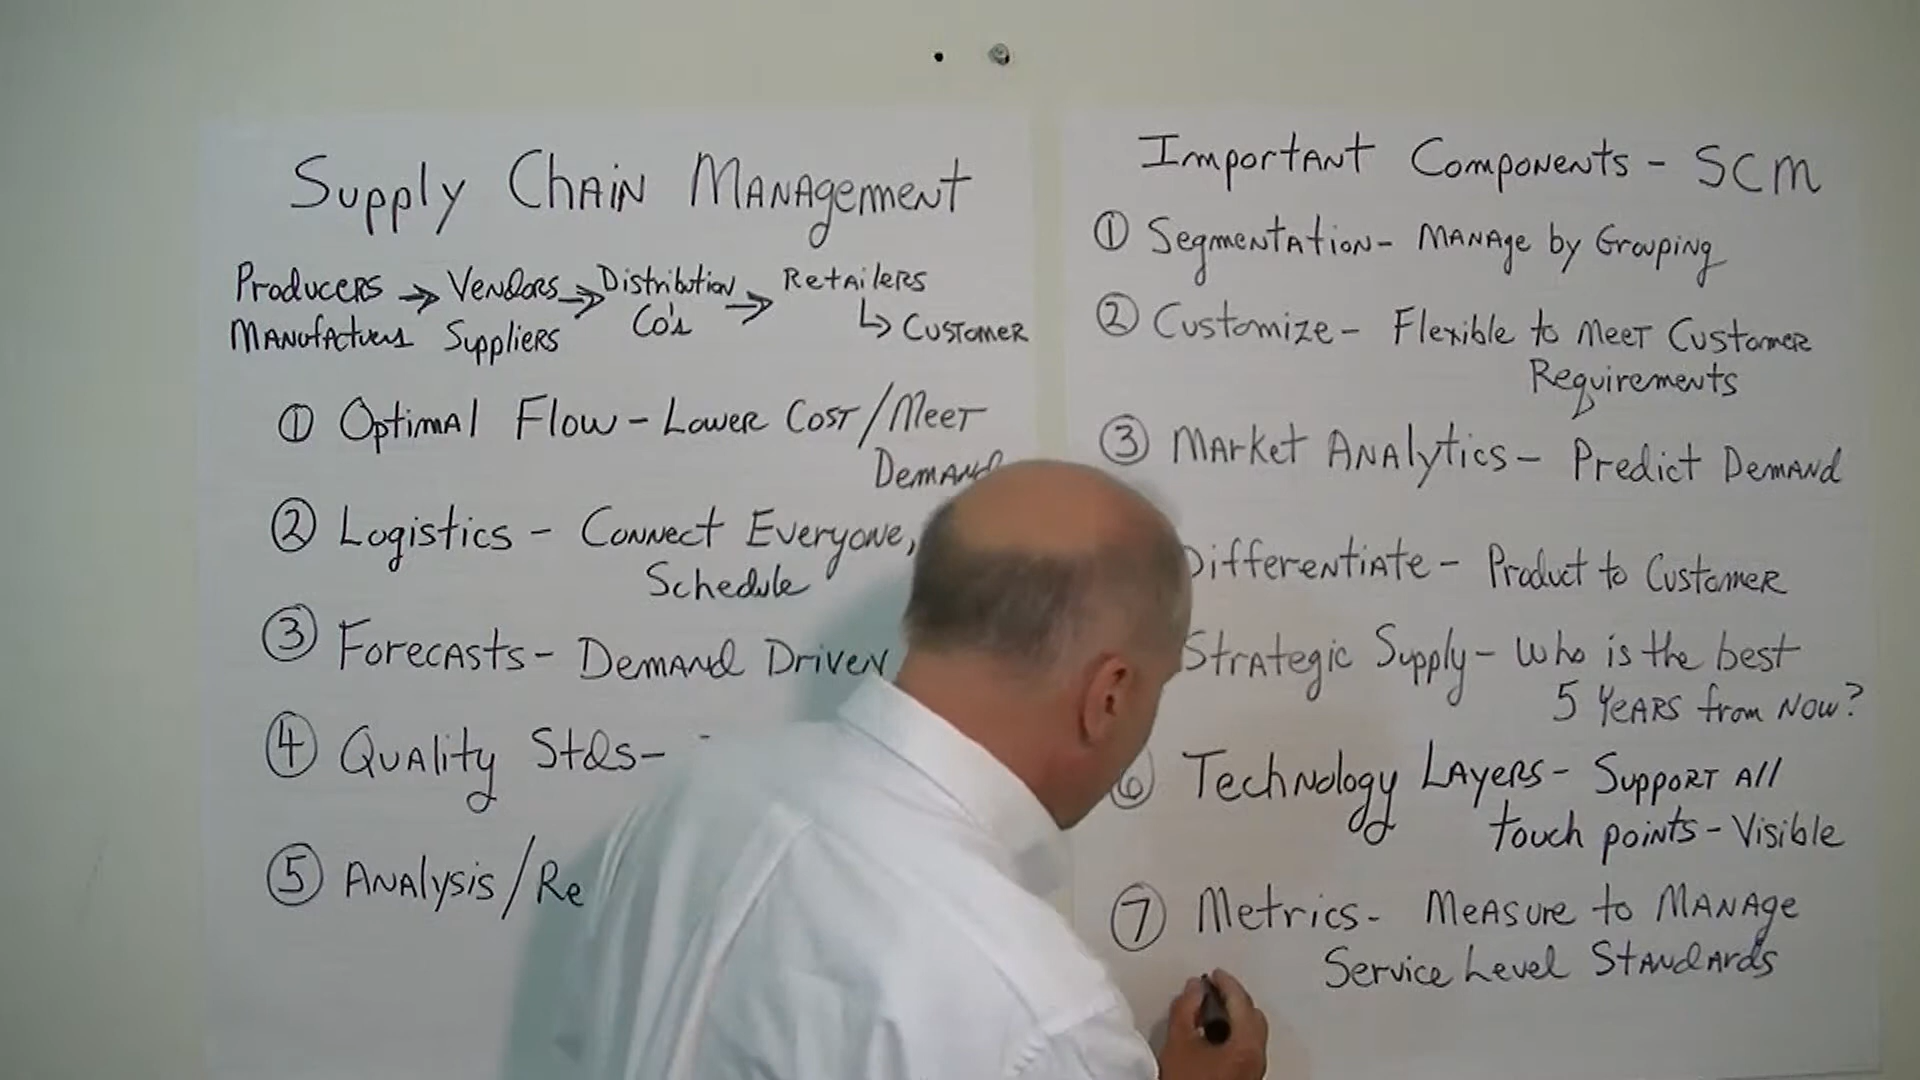 Supply Chain Management
Producers → Vendors → Distribution → Retailers
Manufactuers Suppliers Co's ↳ Customer
① Optimal Flow - Lower Cost / Meet
Demand
② Logistics - Connect Everyone,
Schedule
③ Forecasts - Demand Driven
④ Quality Stds -
⑤ Analysis / Re
Important Components - SCM
① Segmentation - Manage by Grouping
② Customize - Flexible to Meet Customer
Requirements
③ Market Analytics - Predict Demand
Differentiate - Product to Customer
Strategic Supply - Who is the best
5 Years from Now?
⑥ Technology Layers - Support All
touch points - Visible
⑦ Metrics - Measure to Manage
Service Level Standards